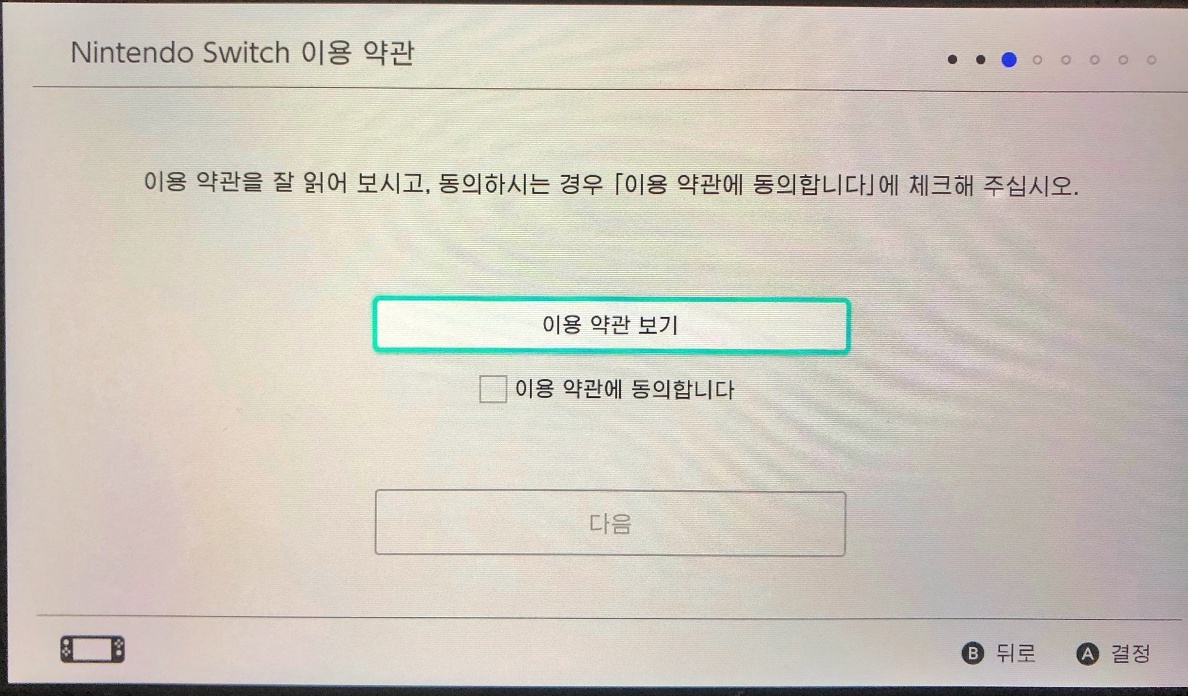 Nintendo Switch 이용 약관
이용 약관을 잘 읽어 보시고, 동의하시는 경우 「이용 약관에 동의합니다」에 체크해 주십시오.
이용 약관 보기
이용 약관에 동의합니다
다음
B 뒤로 A 결정